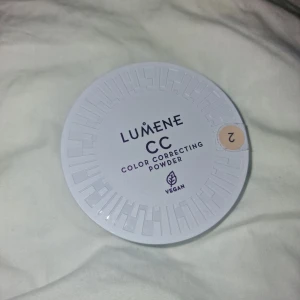 LUMENE
CC
COLOR CORRECTING
POWDER
VEGAN
2